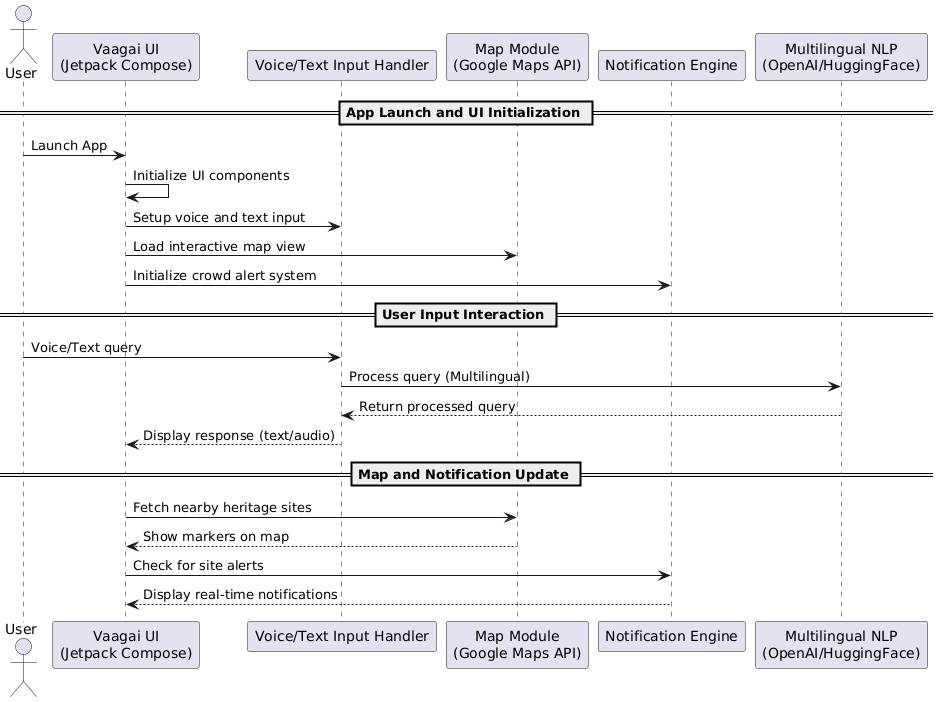 User
Vaagai UI
(Jetpack Compose)
Voice/Text Input Handler
Map Module
(Google Maps API)
Notification Engine
Multilingual NLP
(OpenAI/HuggingFace)
App Launch and UI Initialization
Launch App
Initialize UI components
Setup voice and text input
Load interactive map view
Initialize crowd alert system
User Input Interaction
Voice/Text query
Process query (Multilingual)
Return processed query
Display response (text/audio)
Map and Notification Update
Fetch nearby heritage sites
Show markers on map
Check for site alerts
Display real-time notifications
User
Vaagai UI
(Jetpack Compose)
Voice/Text Input Handler
Map Module
(Google Maps API)
Notification Engine
Multilingual NLP
(OpenAI/HuggingFace)